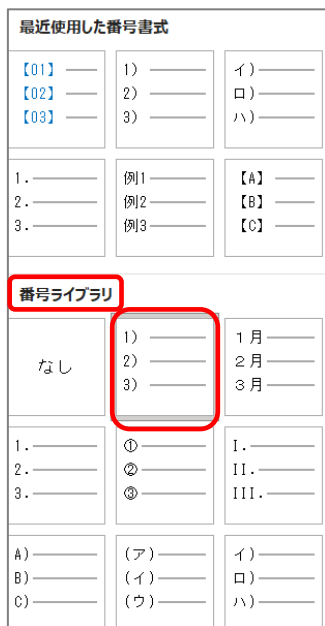 最近使用した番号書式
【01】 1) イ)
【02】 2) ロ)
【03】 3) ハ)
1. 例1 【A】
2. 例2 【B】
3. 例3 【C】
番号ライブラリ
1) 1月
なし 2) 2月
3) 3月
1. ① I.
2. ② II.
3. ③ III.
A) (ア) イ)
B) (イ) ロ)
C) (ウ) ハ)